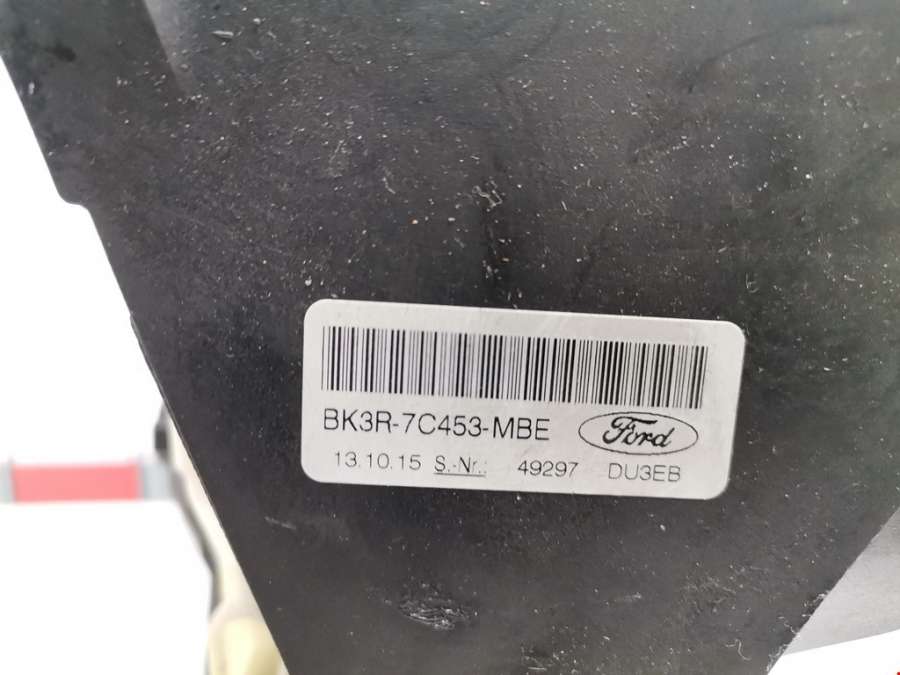 BK3R-7C453-MBE Ford
13.10.15 S.-Nr.: 49297 DU3EB